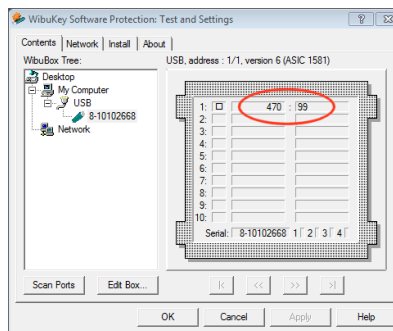 WibuKey Software Protection: Test and Settings
Contents Network Install About
WibuBox Tree:
USB, address : 1/1, version 6 (ASIC 1581)
Desktop
My Computer
USB
8-10102668
Network
1: 470 : 99
2:
3:
4:
5:
6:
7:
8:
9:
10:
Serial: 8-10102668 1 2 3 4
Scan Ports Edit Box... |< << >> >|
OK Cancel Apply Help